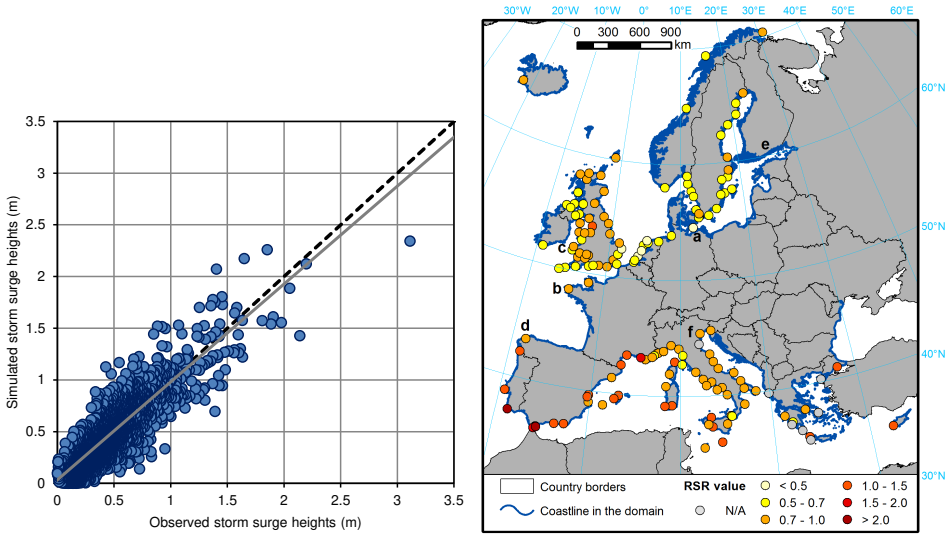 3.5
3
2.5
2
1.5
1
0.5
0
0 0.5 1 1.5 2 2.5 3 3.5
Simulated storm surge heights (m)
Observed storm surge heights (m)
30°W 20°W 10°W 0° 10°E 20°E 30°E 40°E 50°E 60°E
0 300 600 900
km
60°N
50°N
40°N
30°N
e
a
c
b
d
f
Country borders
Coastline in the domain
RSR value
N/A
< 0.5
0.5 - 0.7
0.7 - 1.0
1.0 - 1.5
1.5 - 2.0
> 2.0